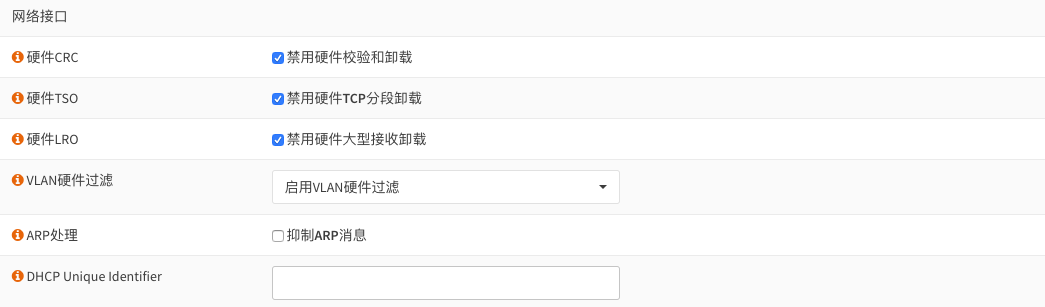 网络接口
硬件CRC 禁用硬件校验和卸载
硬件TSO 禁用硬件TCP分段卸载
硬件LRO 禁用硬件大型接收卸载
VLAN硬件过滤 启用VLAN硬件过滤
ARP处理 抑制ARP消息
DHCP Unique Identifier